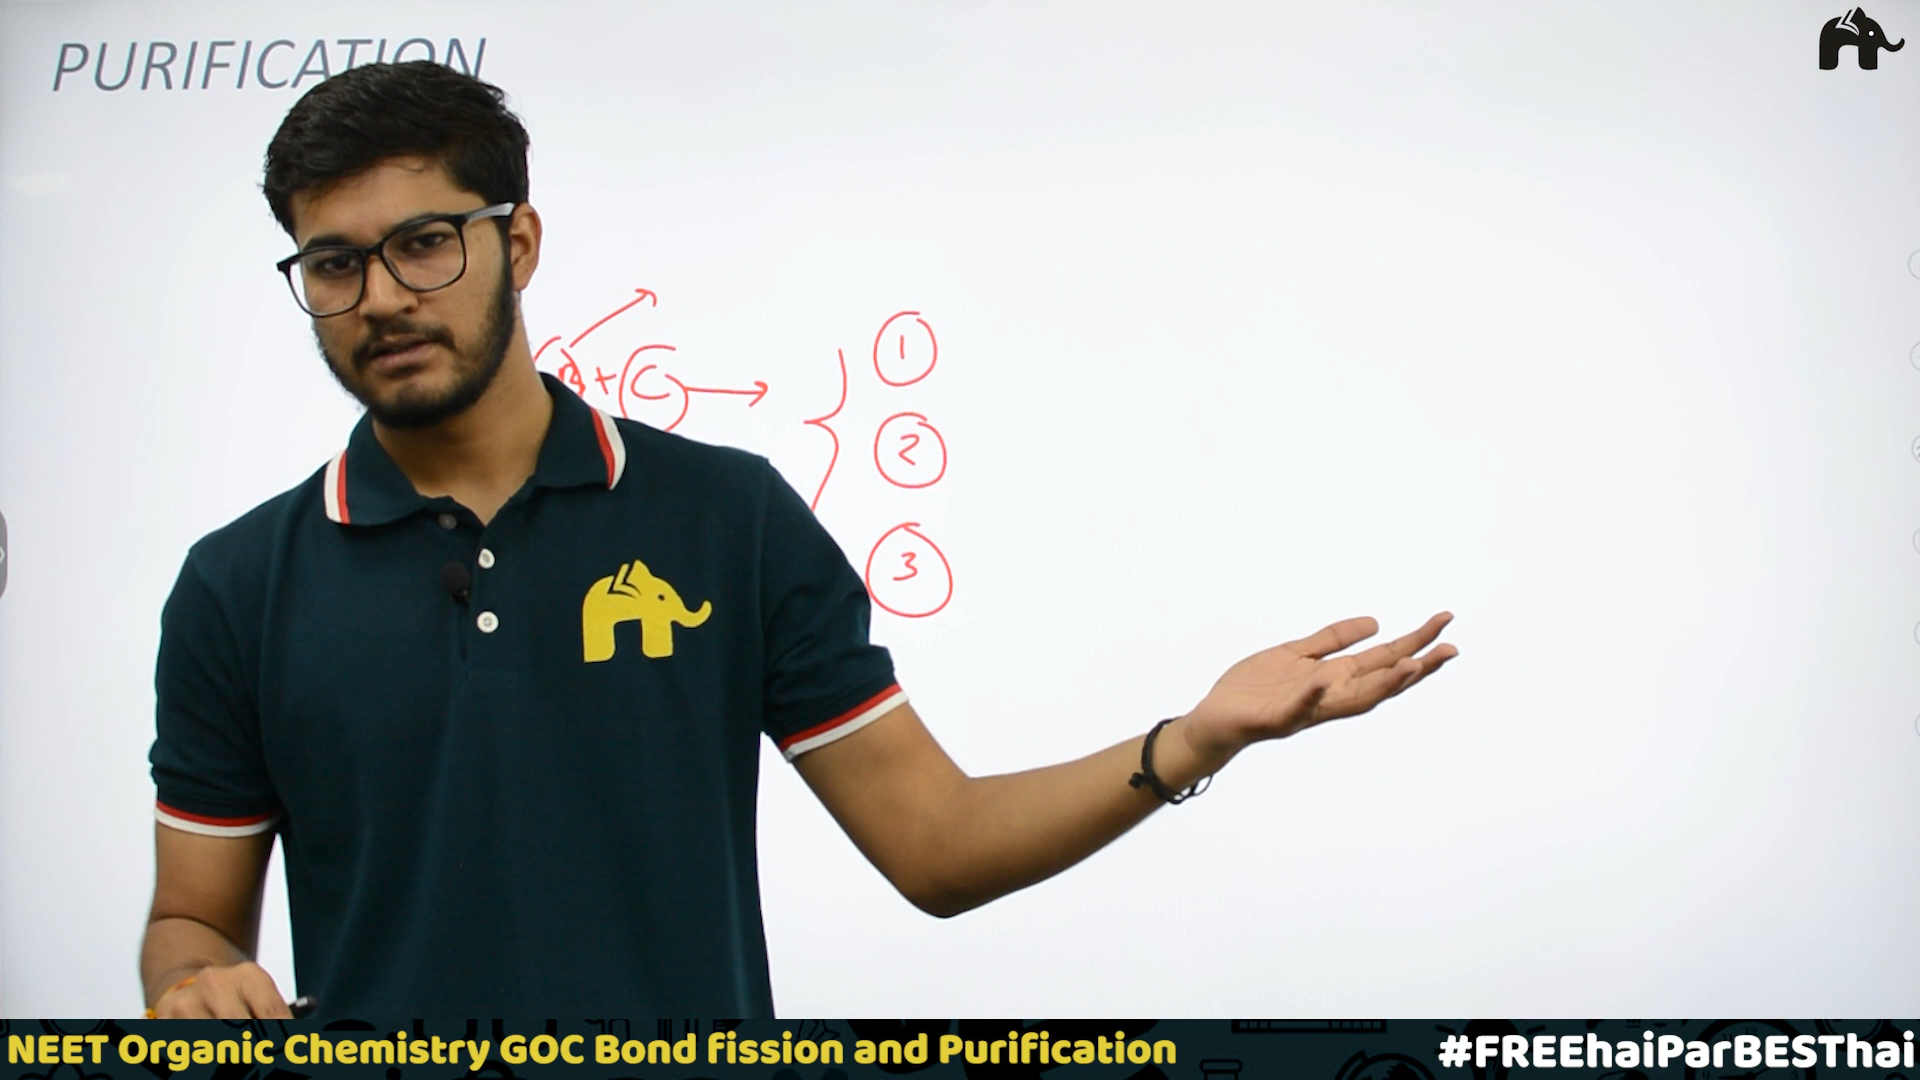 PURIFICATION
B + C
1
2
3
NEET Organic Chemistry GOC Bond fission and Purification
#FREEhaiParBESThai